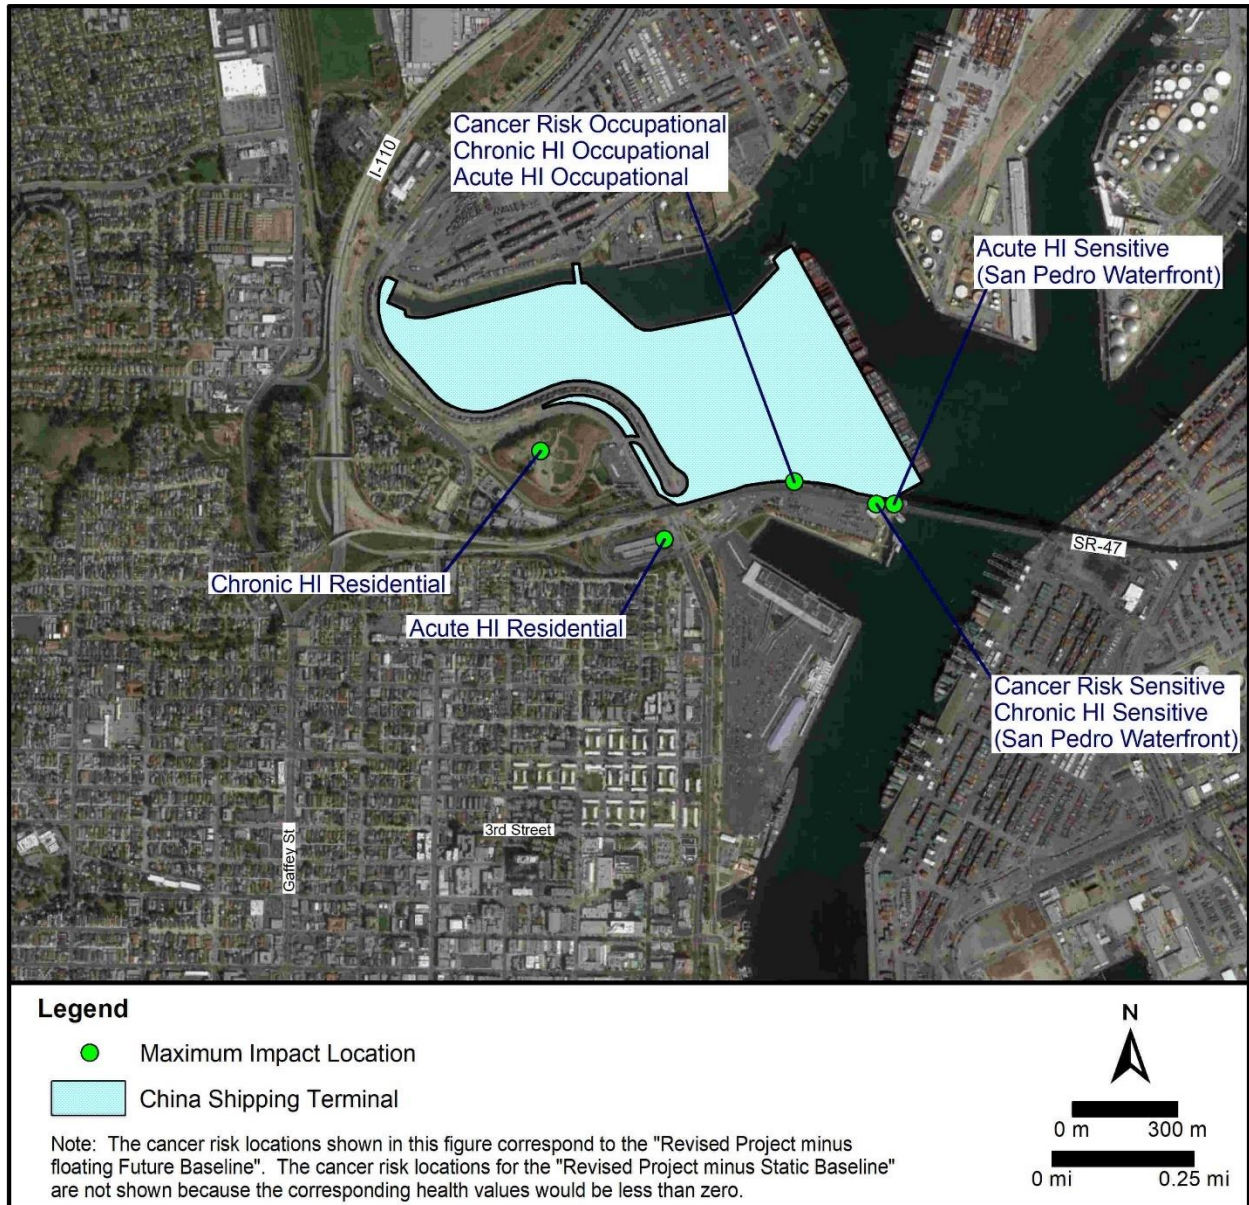 I-110
Cancer Risk Occupational
Chronic HI Occupational
Acute HI Occupational
Acute HI Sensitive
(San Pedro Waterfront)
SR-47
Chronic HI Residential
Acute HI Residential
Cancer Risk Sensitive
Chronic HI Sensitive
(San Pedro Waterfront)
3rd Street
Gaffey St
Legend
Maximum Impact Location
China Shipping Terminal
Note: The cancer risk locations shown in this figure correspond to the "Revised Project minus
floating Future Baseline". The cancer risk locations for the "Revised Project minus Static Baseline"
are not shown because the corresponding health values would be less than zero.
N
0 m 300 m
0 mi 0.25 mi